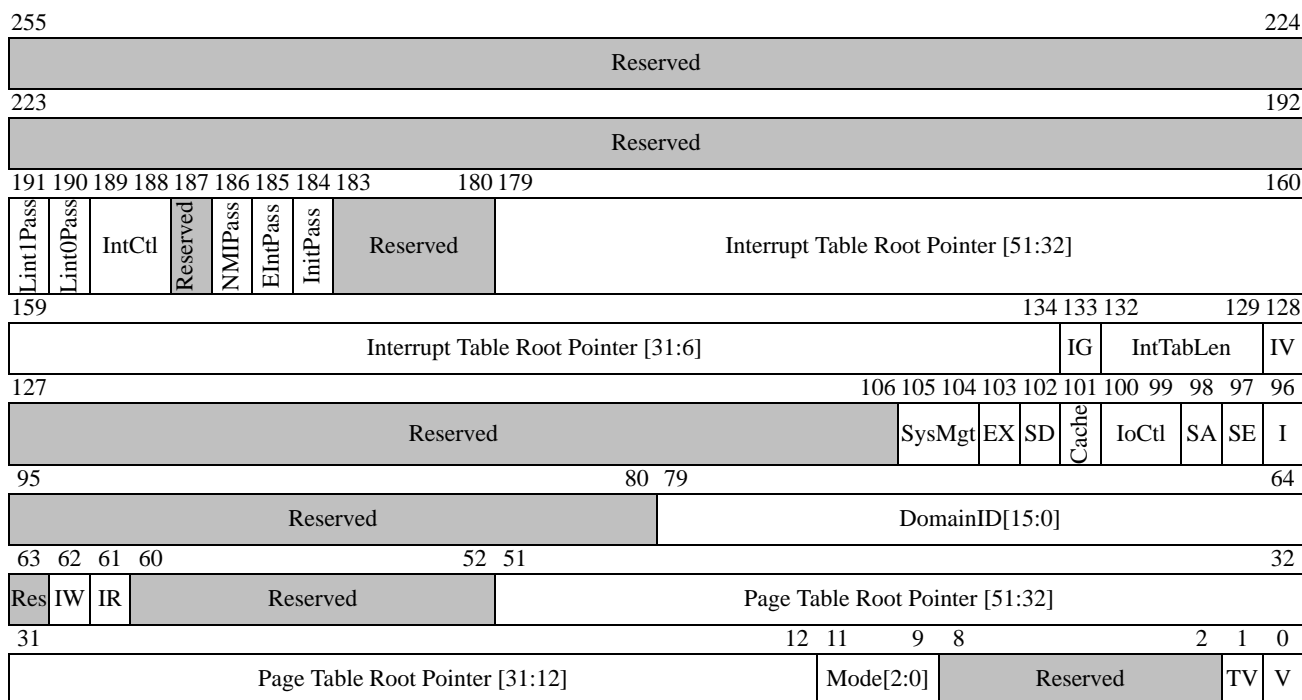 255 224
Reserved
223 192
Reserved
191 190 189 188 187 186 185 184 183 180 179 160
Lint1Pass Lint0Pass IntCtl Reserved NMIPass EIntPass InitPass Reserved Interrupt Table Root Pointer [51:32]
159 134 133 132 129 128
Interrupt Table Root Pointer [31:6] IG IntTabLen IV
127 106 105 104 103 102 101 100 99 98 97 96
Reserved SysMgt EX SD Cache IoCtl SA SE I
95 80 79 64
Reserved DomainID[15:0]
63 62 61 60 52 51 32
Res IW IR Reserved Page Table Root Pointer [51:32]
31 12 11 9 8 2 1 0
Page Table Root Pointer [31:12] Mode[2:0] Reserved TV V